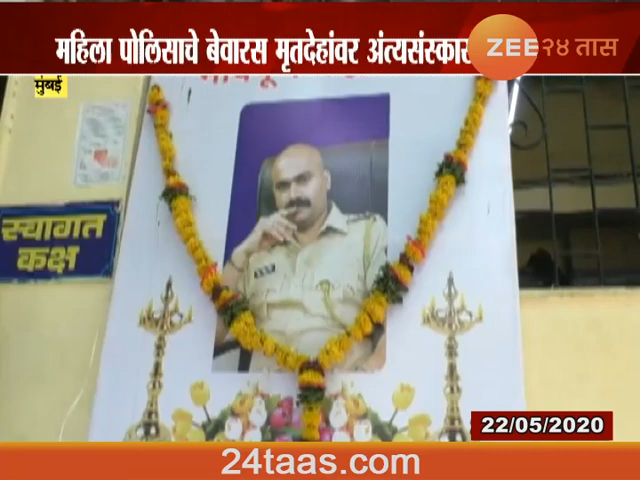 महिला पोलिसाचे बेवारस मृतदेहांवर अंत्यसंस्कार
ZEE २४ तास
मुंबई
स्वागत
कक्ष
22/05/2020
24taas.com